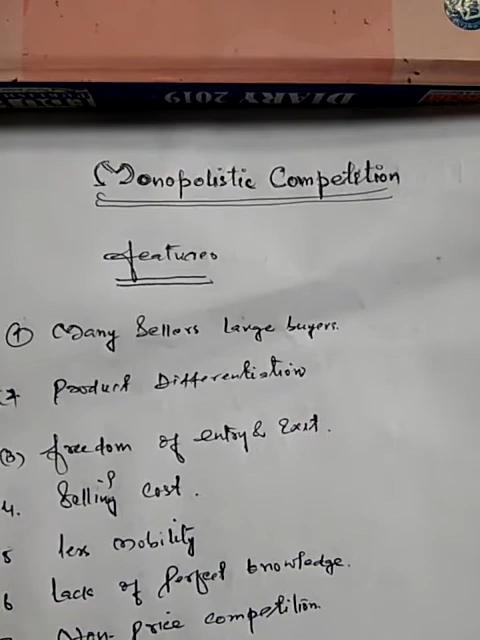 DIARY 2019
Monopolistic Competition
features
① Many Sellers Large buyers.
Product Differentiation
(3) freedom of entry & Exit.
4. Selling cost.
5 less mobility
6 Lack of perfect knowledge.
Non-Price competition.